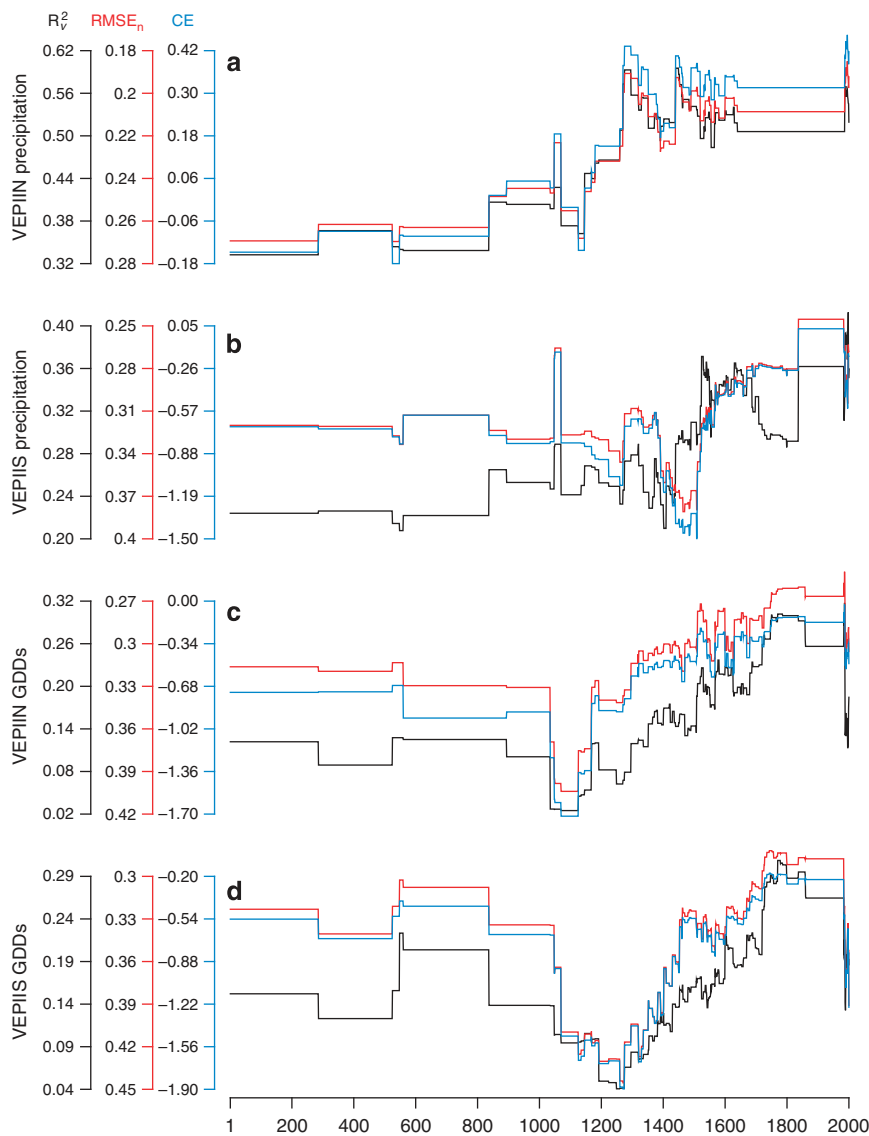 R²ᵥ RMSEₙ CE
a
VEPIIN precipitation
0.62 0.18 0.42
0.56 0.2 0.30
0.50 0.22 0.18
0.44 0.24 0.06
0.38 0.26 −0.06
0.32 0.28 −0.18
b
VEPIIS precipitation
0.40 0.25 0.05
0.36 0.28 −0.26
0.32 0.31 −0.57
0.28 0.34 −0.88
0.24 0.37 −1.19
0.20 0.4 −1.50
c
VEPIIN GDDs
0.32 0.27 0.00
0.26 0.3 −0.34
0.20 0.33 −0.68
0.14 0.36 −1.02
0.08 0.39 −1.36
0.02 0.42 −1.70
d
VEPIIS GDDs
0.29 0.3 −0.20
0.24 0.33 −0.54
0.19 0.36 −0.88
0.14 0.39 −1.22
0.09 0.42 −1.56
0.04 0.45 −1.90
1 200 400 600 800 1000 1200 1400 1600 1800 2000